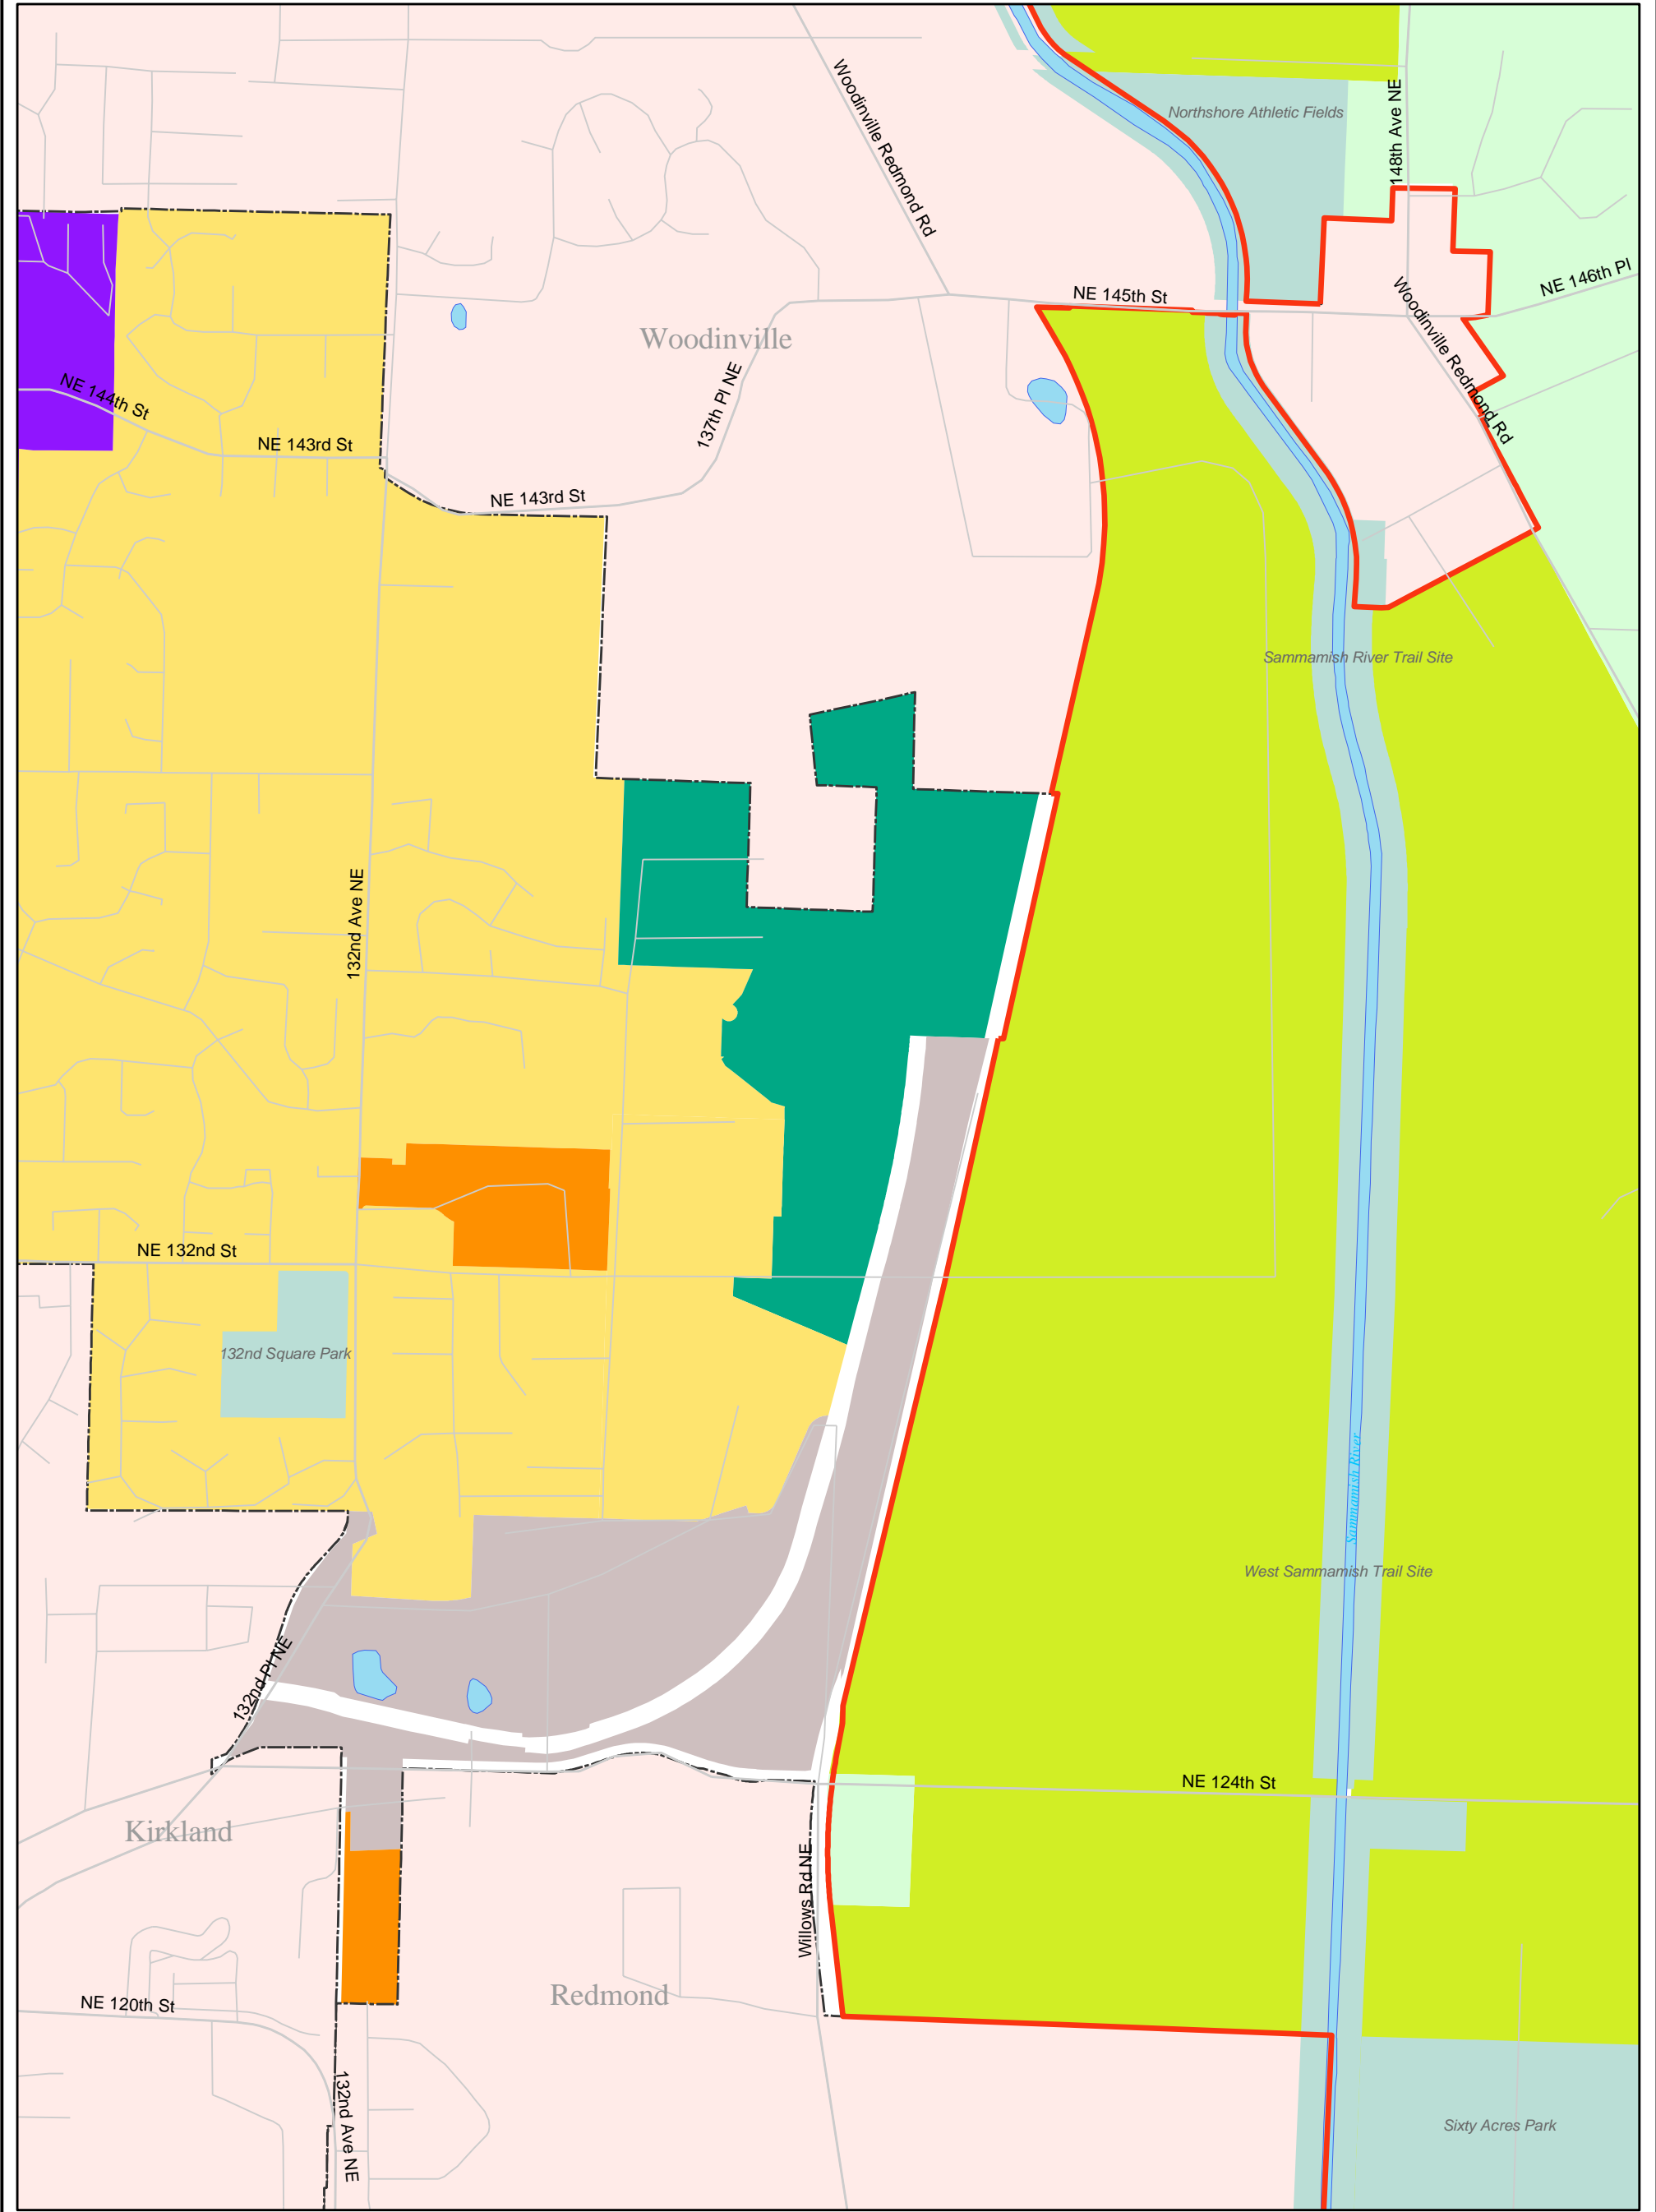 Woodinville Redmond Rd
Northshore Athletic Fields
148th Ave NE
NE 146th Pl
NE 145th St
Woodinville Redmond Rd
Woodinville
NE 144th St
137th Pl NE
NE 143rd St
NE 143rd St
Sammamish River Trail Site
132nd Ave NE
NE 132nd St
132nd Square Park
Sammamish River
West Sammamish Trail Site
132nd Pl NE
NE 124th St
Kirkland
Willows Rd NE
Redmond
NE 120th St
132nd Ave NE
Sixty Acres Park